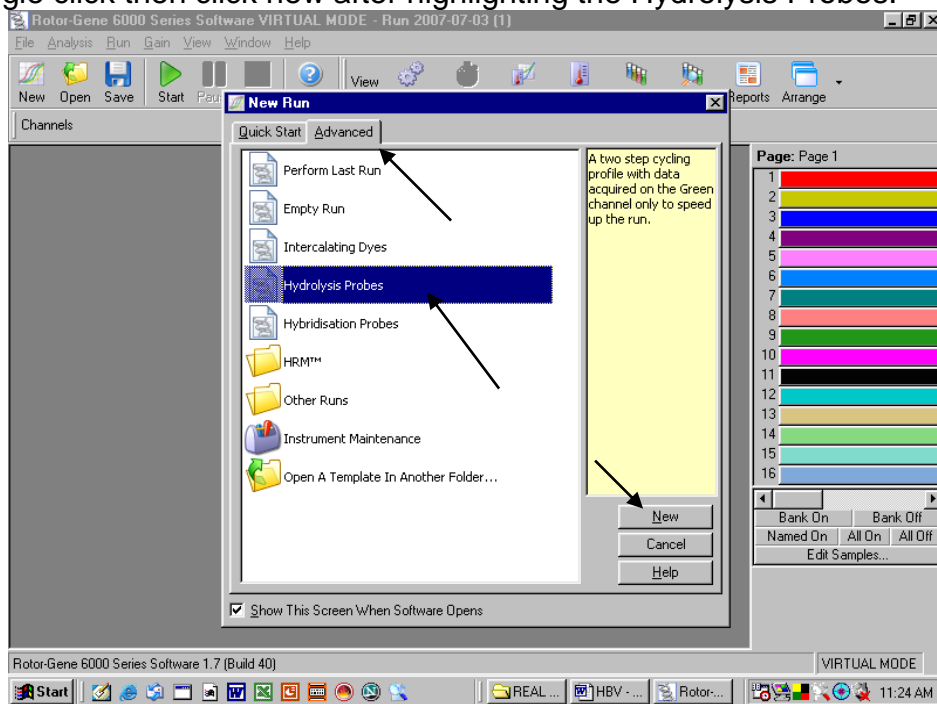 gle click then click new after highlighting the Hydrolysis Probes.
Rotor-Gene 6000 Series Software VIRTUAL MODE - Run 2007-07-03 (1)
File Analysis Run Gain View Window Help
New Open Save Start View Reports Arrange
Channels
New Run
Quick Start Advanced
Perform Last Run
Empty Run
Intercalating Dyes
Hydrolysis Probes
Hybridisation Probes
HRM™
Other Runs
Instrument Maintenance
Open A Template In Another Folder...
A two step cycling
profile with data
acquired on the Green
channel only to speed
up the run.
New
Cancel
Help
Show This Screen When Software Opens
Page: Page 1
1
2
3
4
5
6
7
8
9
10
11
12
13
14
15
16
Bank On Bank Off
Named On All On All Off
Edit Samples...
Rotor-Gene 6000 Series Software 1.7 (Build 40) VIRTUAL MODE
Start REAL ... HBV - ... Rotor-... 11:24 AM